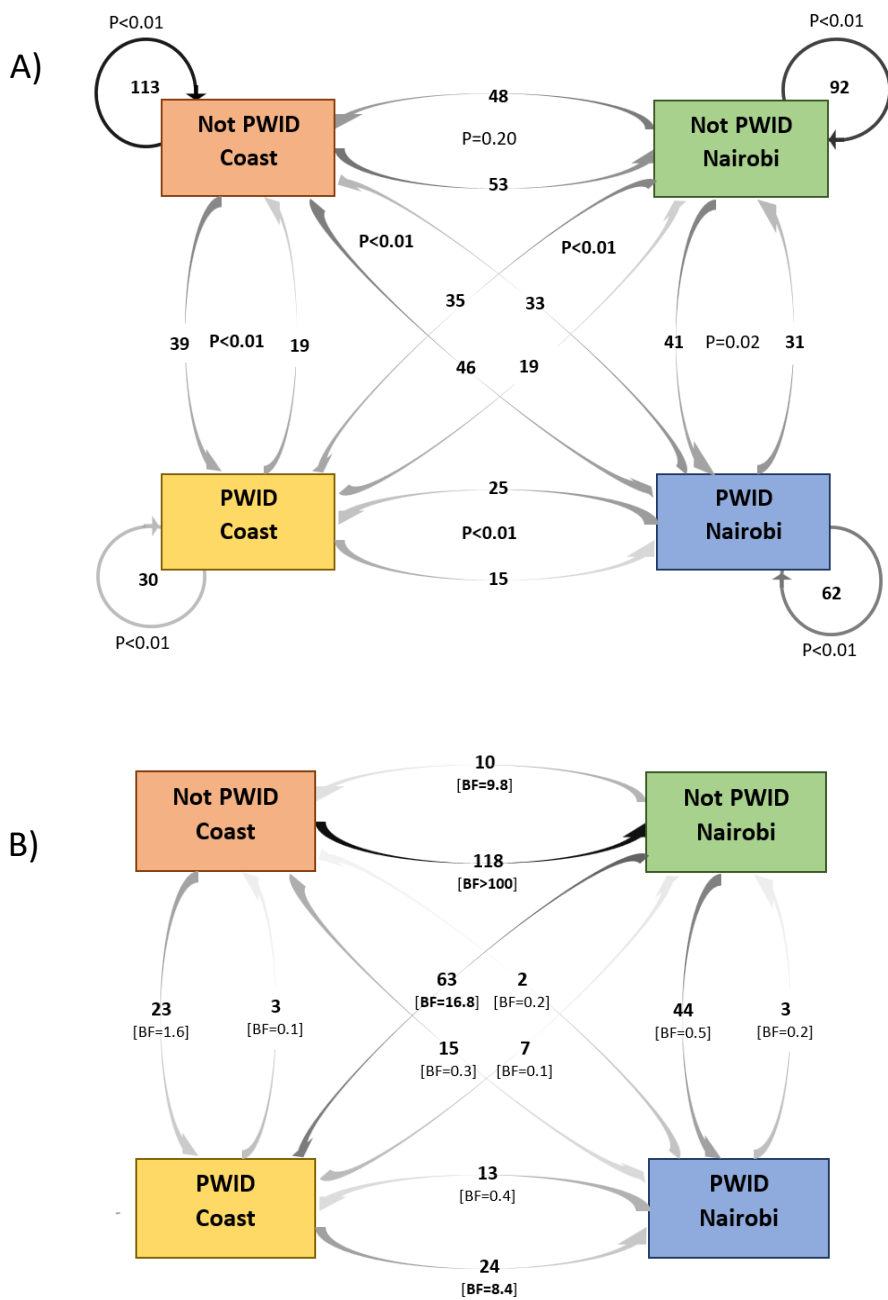 P<0.01
P<0.01
A)
113
48
92
Not PWID
Coast
P=0.20
Not PWID
Nairobi
53
P<0.01
P<0.01
35
33
39
P<0.01
19
41
P=0.02
31
46
19
PWID
Coast
25
PWID
Nairobi
P<0.01
30
15
62
P<0.01
P<0.01
10
[BF=9.8]
Not PWID
Coast
Not PWID
Nairobi
B)
118
[BF>100]
63
[BF=16.8]
2
[BF=0.2]
23
[BF=1.6]
3
[BF=0.1]
44
[BF=0.5]
3
[BF=0.2]
15
[BF=0.3]
7
[BF=0.1]
PWID
Coast
13
[BF=0.4]
PWID
Nairobi
24
[BF=8.4]